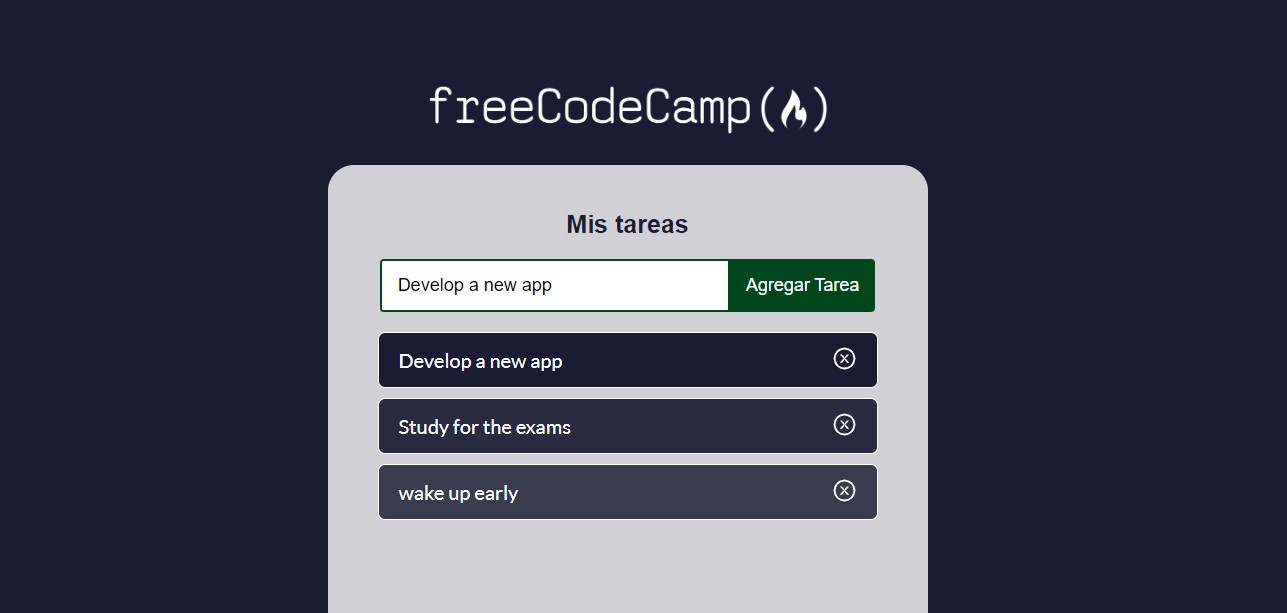 freeCodeCamp(🔥)
Mis tareas
Develop a new app
Agregar Tarea
Develop a new app
Study for the exams
wake up early